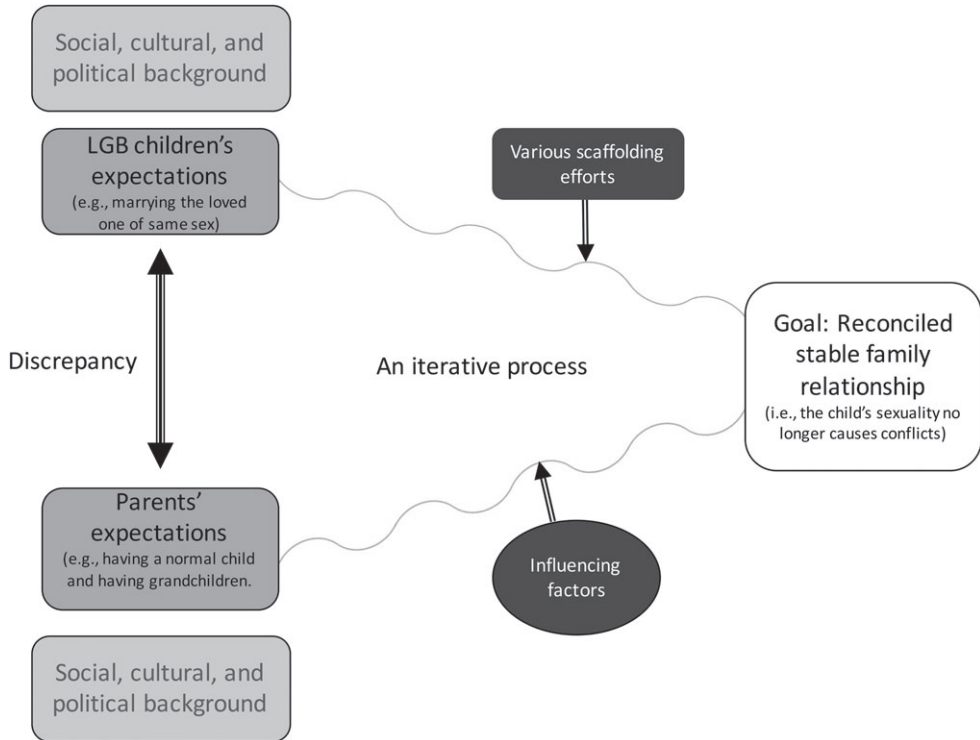 Social, cultural, and
political background
LGB children's
expectations
(e.g., marrying the loved
one of same sex)
Various scaffolding
efforts
Discrepancy
An iterative process
Goal: Reconciled
stable family
relationship
(i.e., the child's sexuality no
longer causes conflicts)
Parents'
expectations
(e.g., having a normal child
and having grandchildren.
Influencing
factors
Social, cultural, and
political background